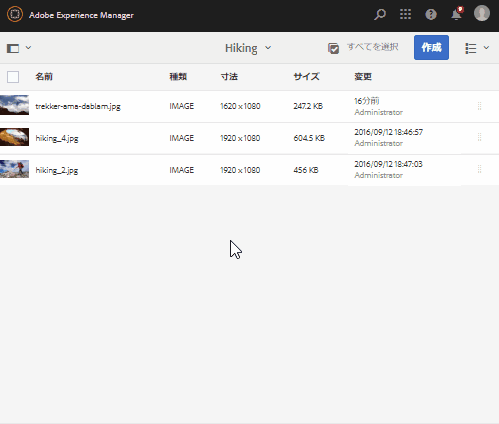 Adobe Experience Manager
Hiking すべてを選択 作成
名前 種類 寸法 サイズ 変更
trekker-ama-dablam.jpg IMAGE 1620 x 1080 247.2 KB 16分前
Administrator
hiking_4.jpg IMAGE 1920 x 1080 604.5 KB 2016/09/12 18:46:57
Administrator
hiking_2.jpg IMAGE 1920 x 1080 456 KB 2016/09/12 18:47:03
Administrator